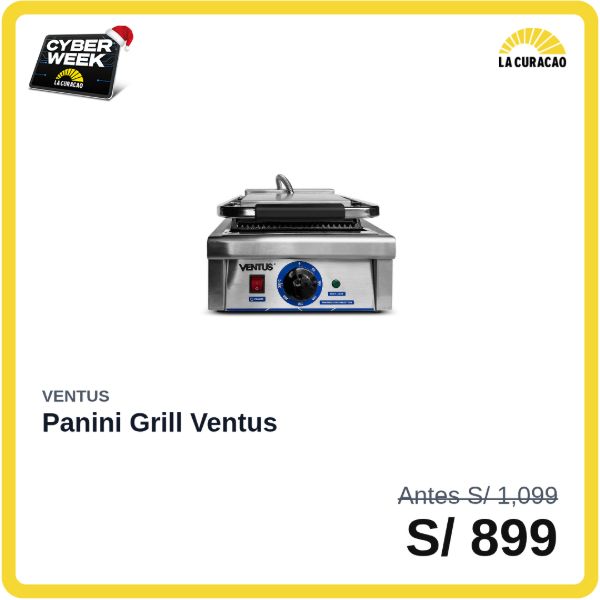 CYBER
WEEK
LA CURACAO
LA CURACAO
VENTUS
VENTUS
Panini Grill Ventus
Antes S/ 1,099
S/ 899